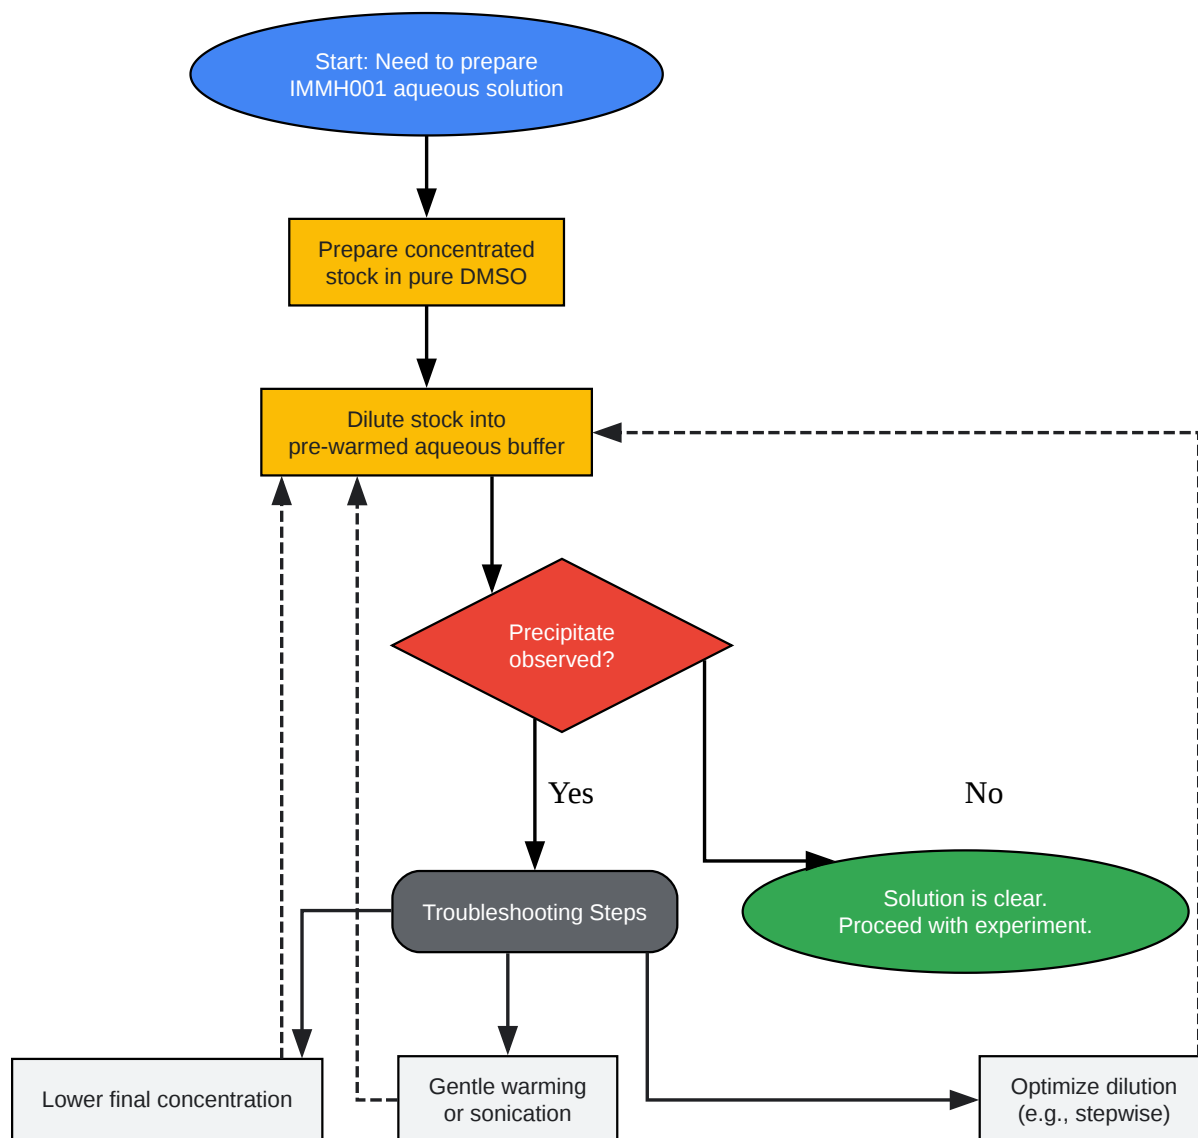 Start: Need to prepare
IMMH001 aqueous solution
Prepare concentrated
stock in pure DMSO
Dilute stock into
pre-warmed aqueous buffer
Precipitate
observed?
Yes
No
Troubleshooting Steps
Solution is clear.
Proceed with experiment.
Lower final concentration
Gentle warming
or sonication
Optimize dilution
(e.g., stepwise)